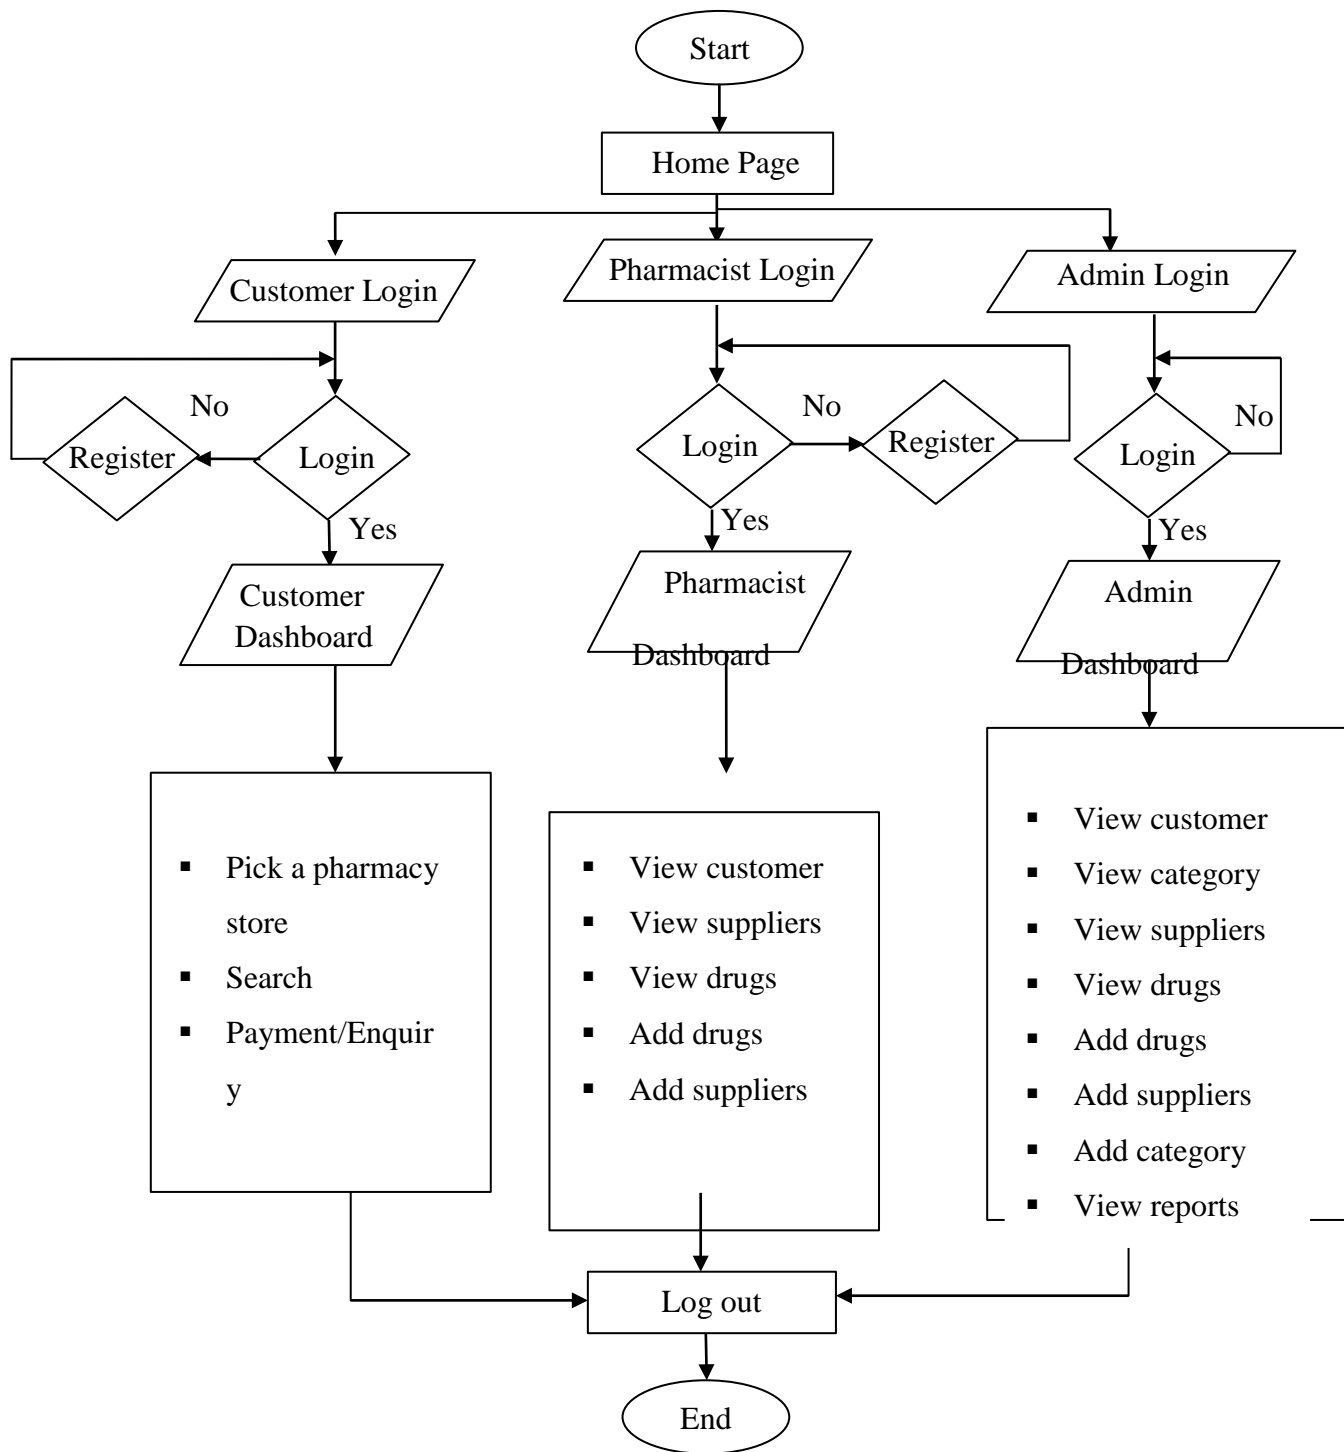 Start
Home Page
Customer Login
Pharmacist Login
Admin Login
No
Register
Login
Yes
No
Login
Register
Yes
No
Login
Yes
Customer
Dashboard
Pharmacist
Dashboard
Admin
Dashboard
▪ Pick a pharmacy
store
▪ Search
▪ Payment/Enquir
y
▪ View customer
▪ View suppliers
▪ View drugs
▪ Add drugs
▪ Add suppliers
▪ View customer
▪ View category
▪ View suppliers
▪ View drugs
▪ Add drugs
▪ Add suppliers
▪ Add category
▪ View reports
Log out
End